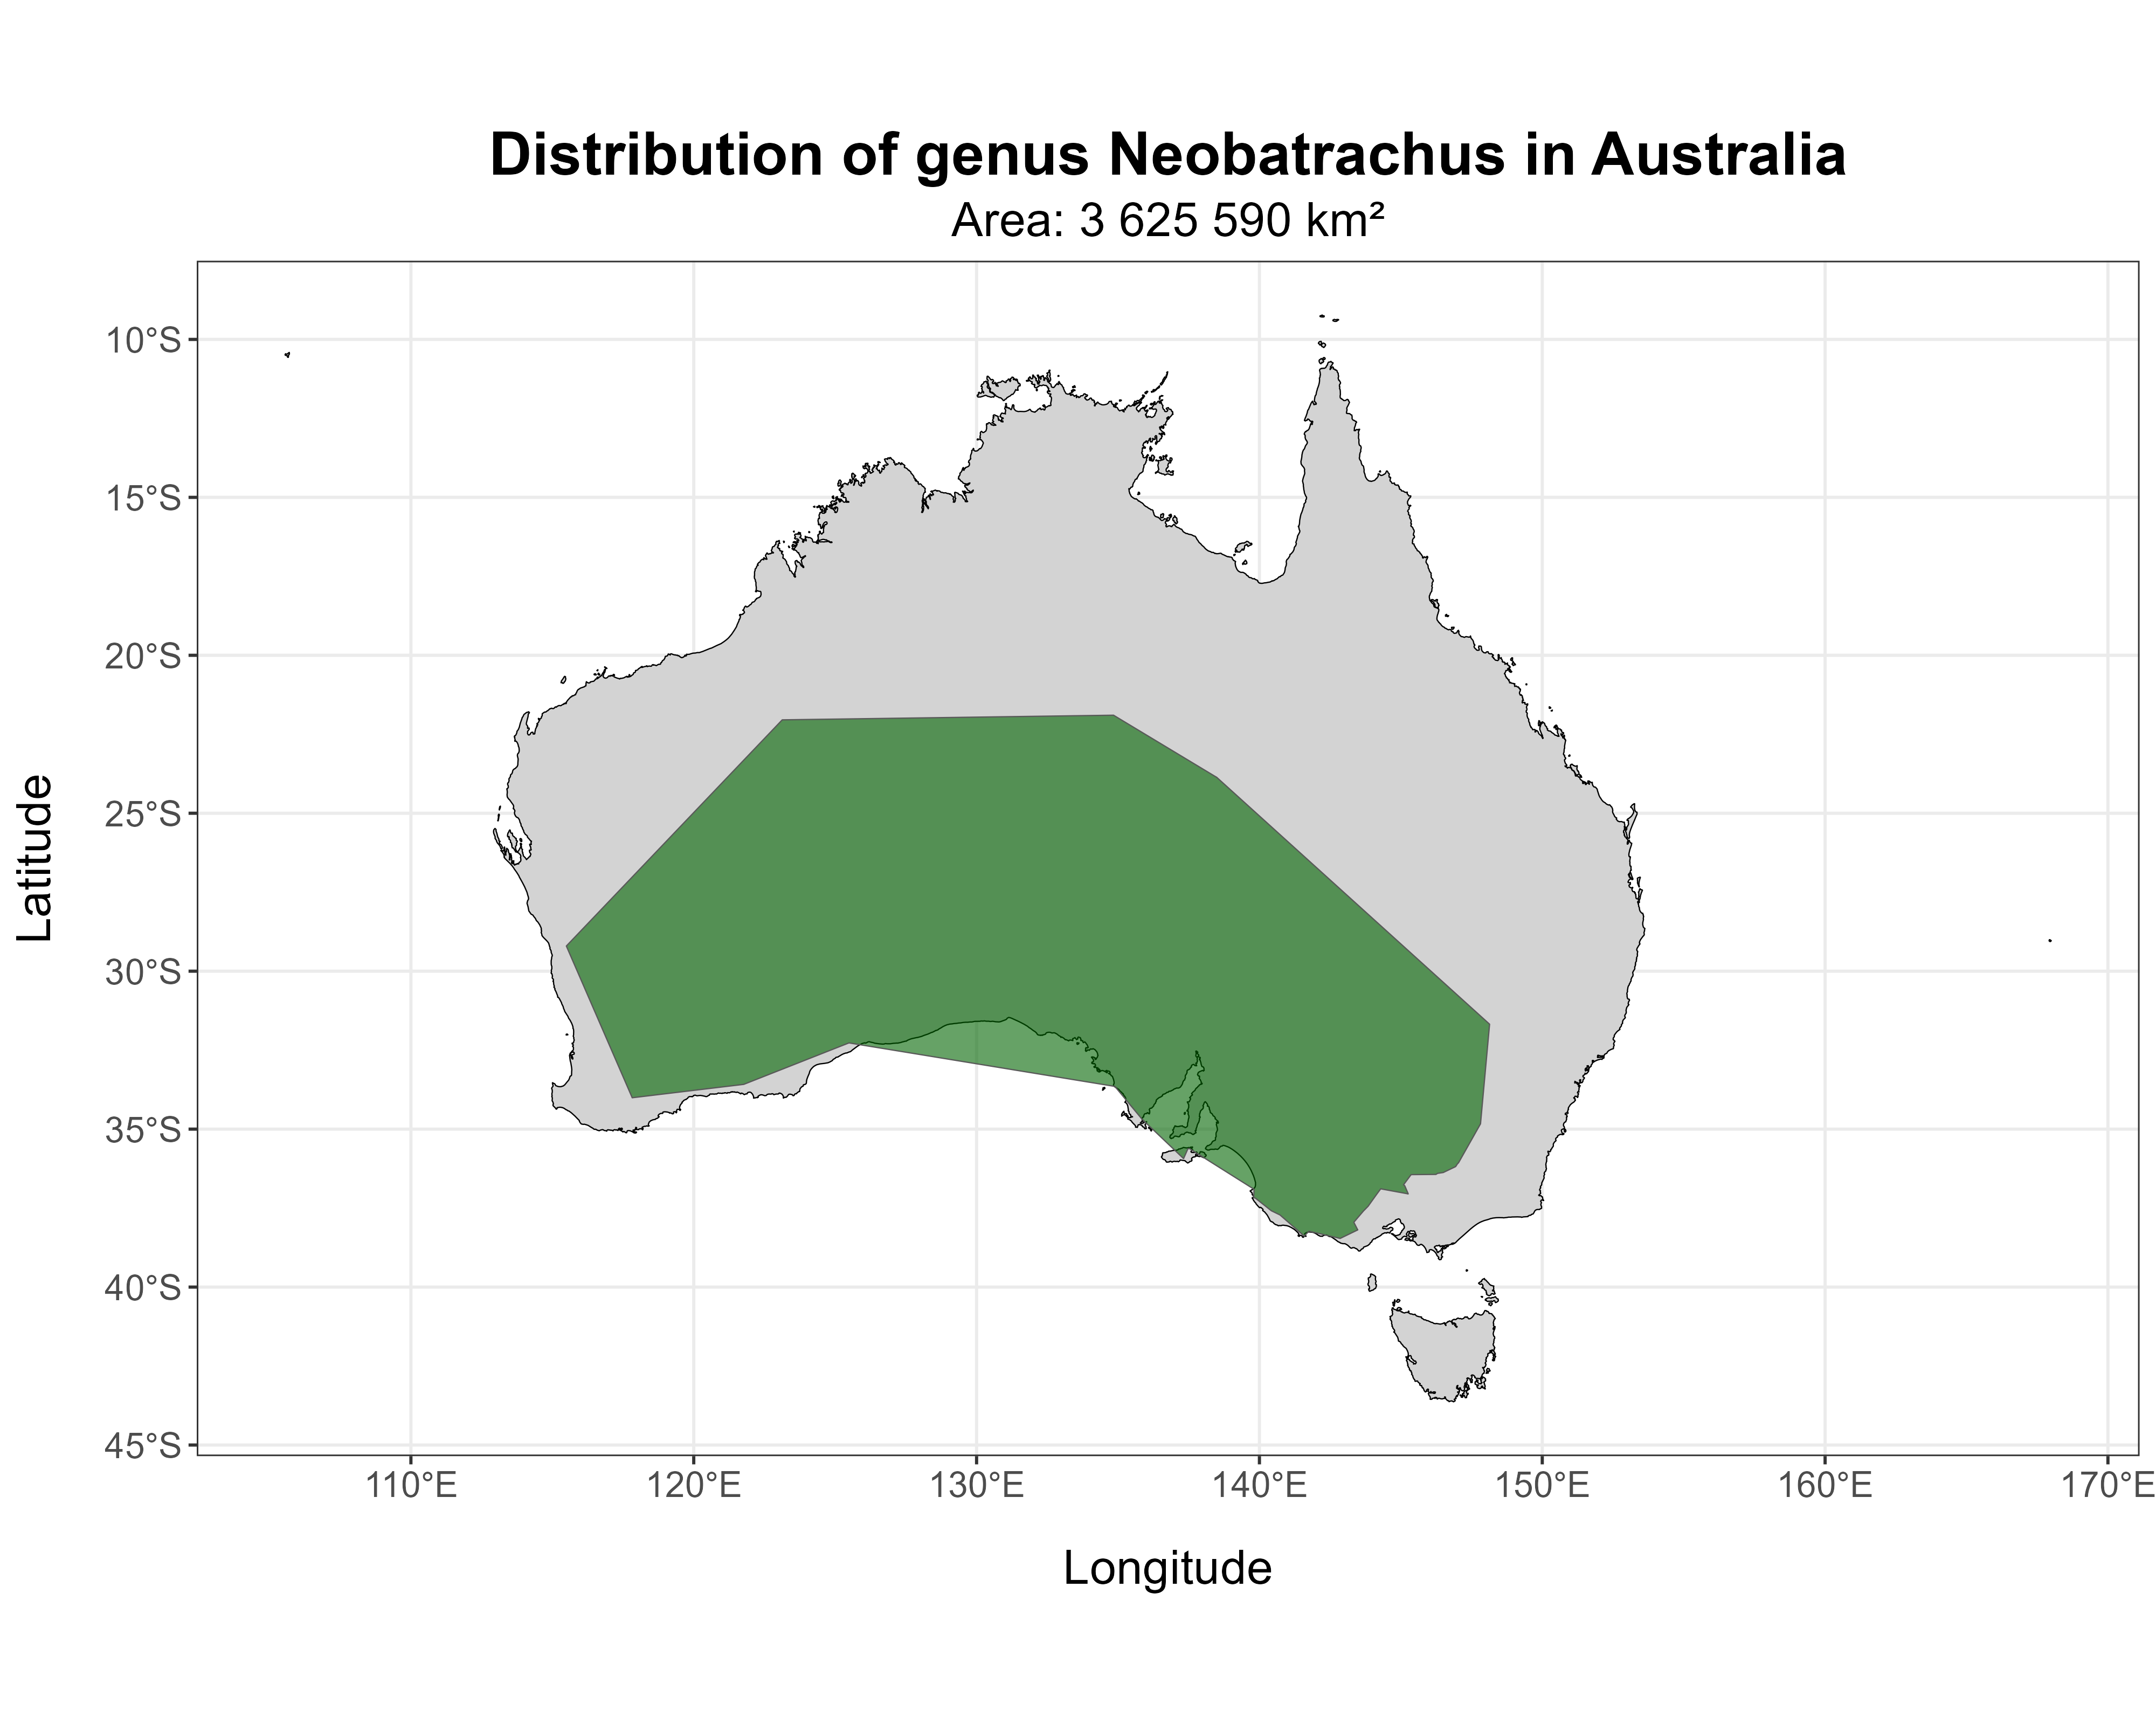 Distribution of genus Neobatrachus in Australia
Area: 3 625 590 km²
Latitude
10°S
15°S
20°S
25°S
30°S
35°S
40°S
45°S
110°E
120°E
130°E
140°E
150°E
160°E
170°E
Longitude